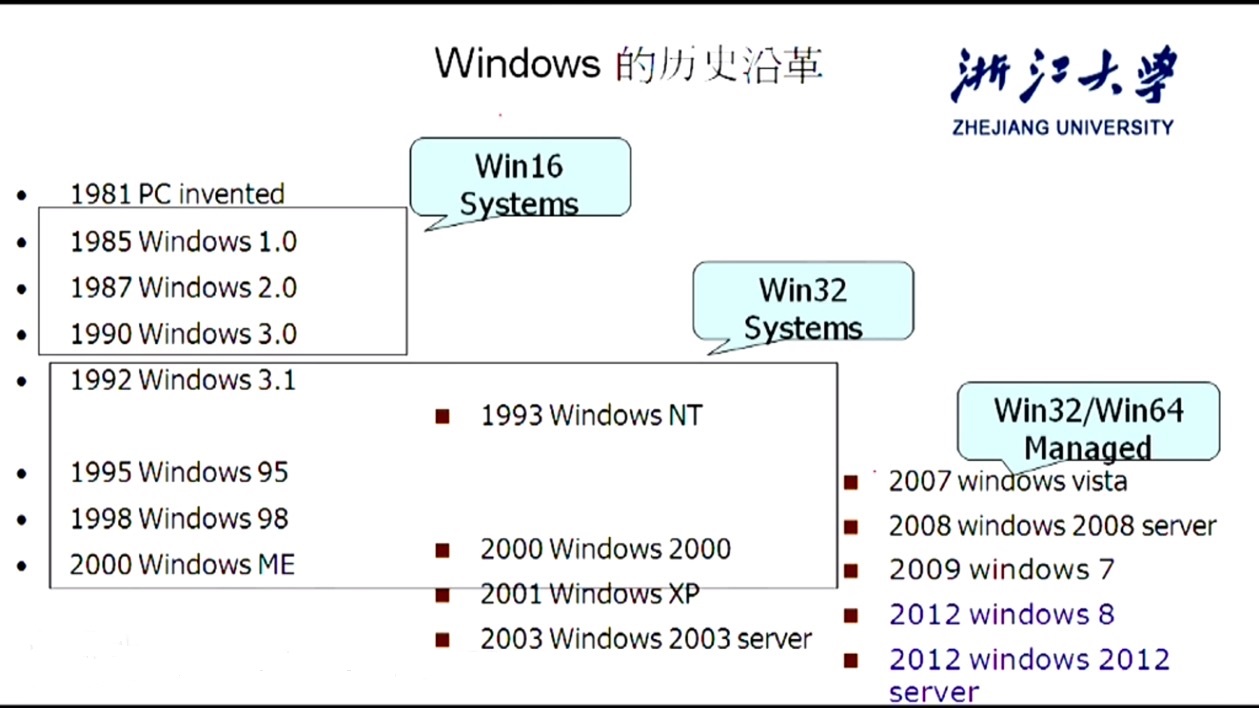 Windows 的历史沿革
浙江大学
ZHEJIANG UNIVERSITY
Win16
Systems
1981 PC invented
1985 Windows 1.0
1987 Windows 2.0
1990 Windows 3.0
Win32
Systems
1992 Windows 3.1
1993 Windows NT
1995 Windows 95
1998 Windows 98
2000 Windows ME
2000 Windows 2000
2001 Windows XP
2003 Windows 2003 server
Win32/Win64
Managed
2007 windows vista
2008 windows 2008 server
2009 windows 7
2012 windows 8
2012 windows 2012
server